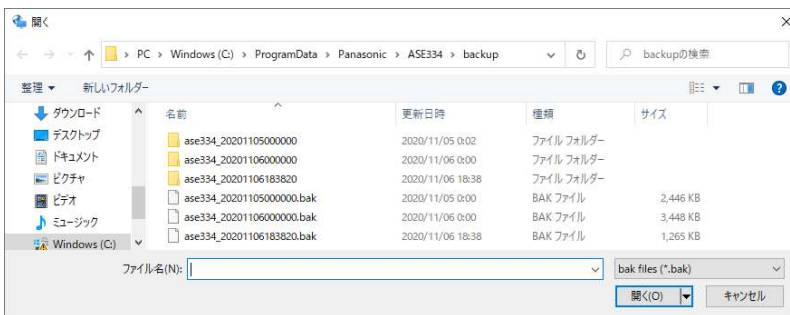 開く
PC > Windows (C:) > ProgramData > Panasonic > ASE334 > backup
backupの検索
整理 新しいフォルダー
名前 更新日時 種類 サイズ
ダウンロード
デスクトップ
ドキュメント
ピクチャ
ビデオ
ミュージック
Windows (C:)
ase334_20201105000000 2020/11/05 0:02 ファイル フォルダー
ase334_20201106000000 2020/11/06 0:00 ファイル フォルダー
ase334_20201106183820 2020/11/06 18:38 ファイル フォルダー
ase334_20201105000000.bak 2020/11/05 0:00 BAK ファイル 2,446 KB
ase334_20201106000000.bak 2020/11/06 0:00 BAK ファイル 3,448 KB
ase334_20201106183820.bak 2020/11/06 18:38 BAK ファイル 1,265 KB
ファイル名(N):
bak files (*.bak)
開く(O) キャンセル